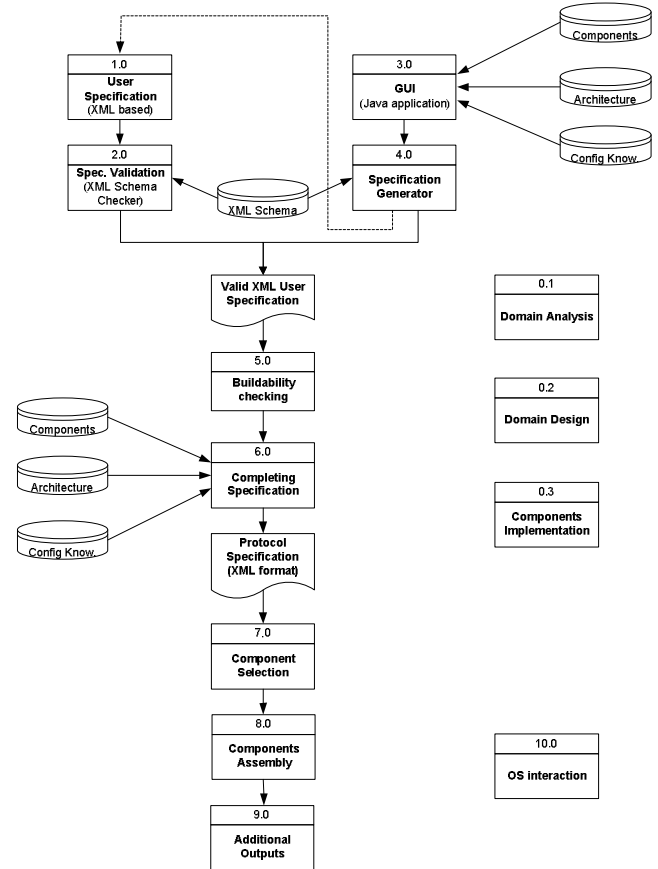 Components
1.0
User
Specification
(XML based)
3.0
GUI
(Java application)
Architecture
Config Know.
2.0
Spec. Validation
(XML Schema
Checker)
XML Schema
4.0
Specification
Generator
Valid XML User
Specification
0.1
Domain Analysis
5.0
Buildability
checking
0.2
Domain Design
Components
Architecture
Config Know.
6.0
Completing
Specification
0.3
Components
Implementation
Protocol
Specification
(XML format)
7.0
Component
Selection
8.0
Components
Assembly
10.0
OS interaction
9.0
Additional
Outputs